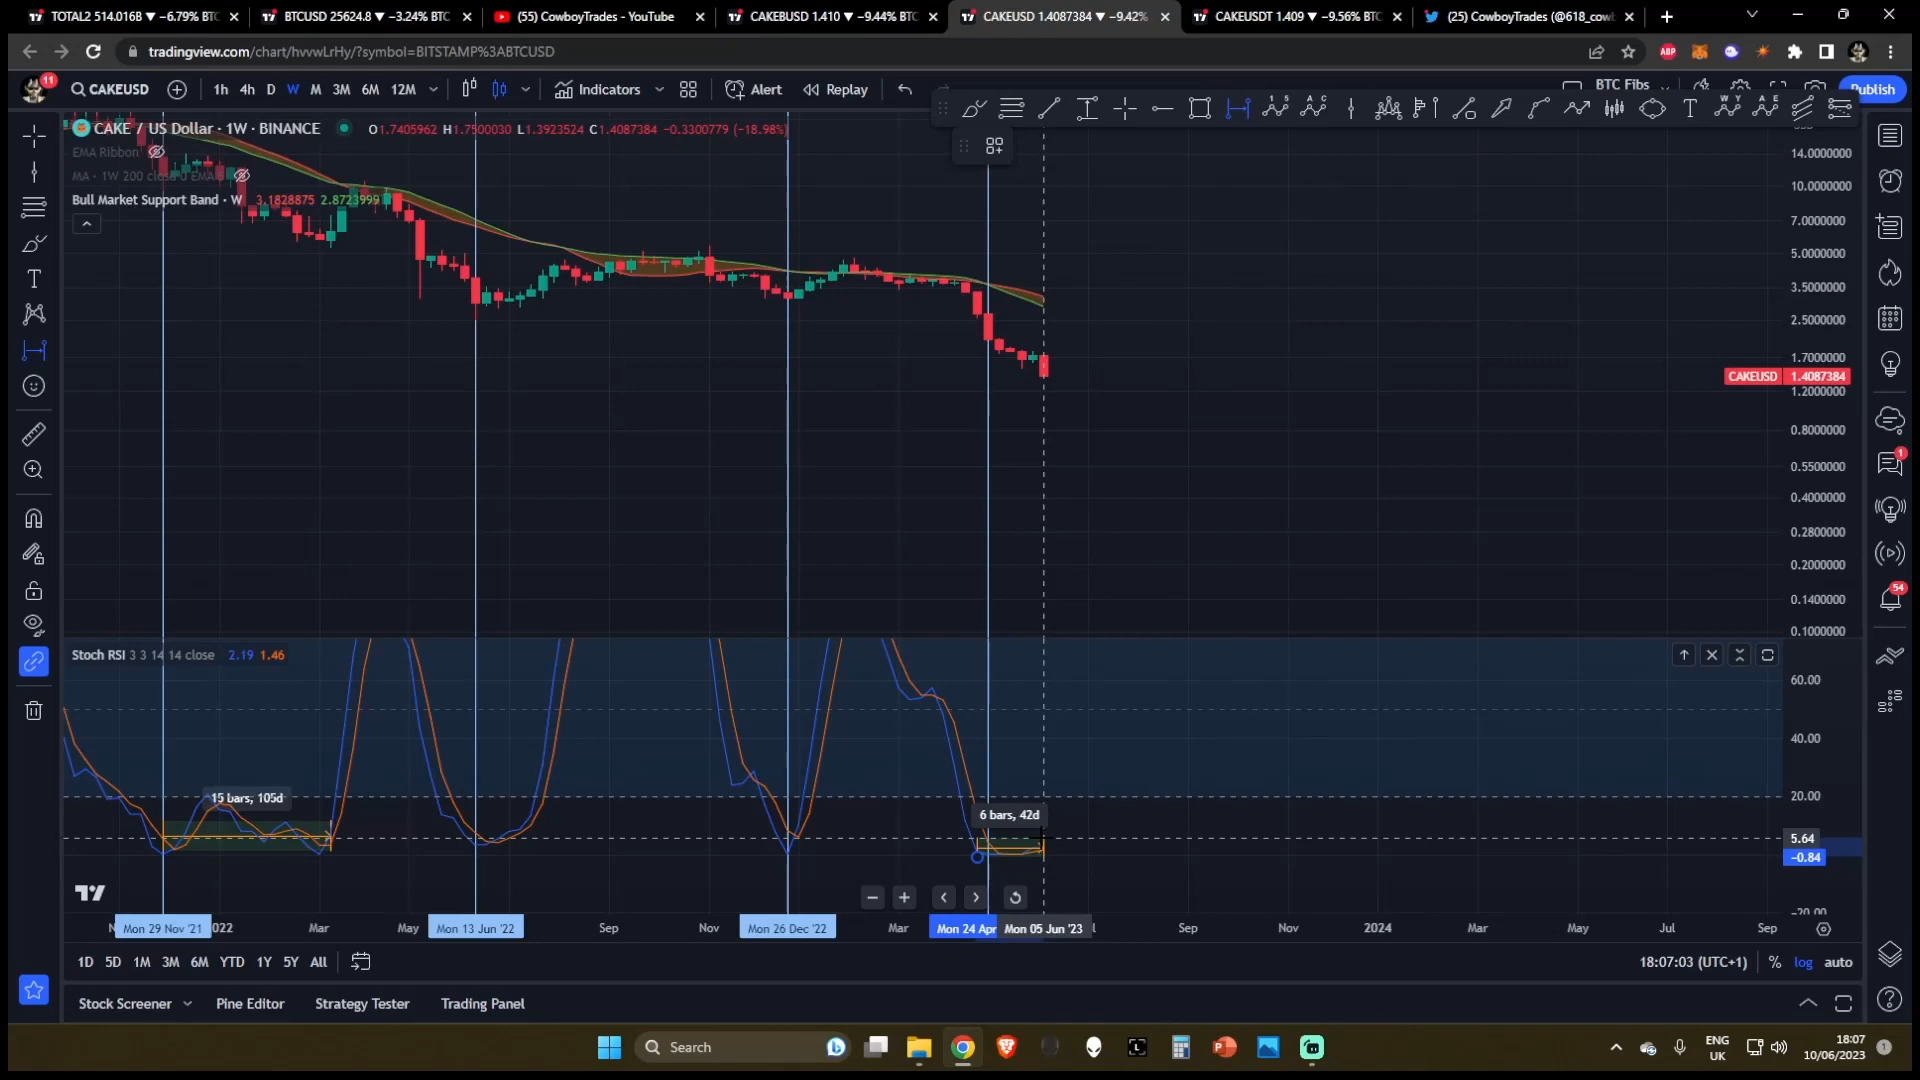 TOTAL2 514.016B ▼ −6.79% BTC
BTCUSD 25624.8 ▼ −3.24% BTC
(55) CowboyTrades - YouTube
CAKEBUSD 1.410 ▼ −9.44% BTC
CAKEUSD 1.4087384 ▼ −9.42%
CAKEUSDT 1.409 ▼ −9.56% BTC
(25) CowboyTrades (@618_cowb
tradingview.com/chart/hvvwLrHy/?symbol=BITSTAMP%3ABTCUSD
ABP
11
CAKEUSD
1h 4h D W M 3M 6M 12M
Indicators
Alert
Replay
BTC Fibs
Publish
CAKE / US Dollar · 1W · BINANCE
O1.7405962 H1.7500030 L1.3923524 C1.4087384 −0.3300779 (−18.98%)
EMA Ribbon
MA · 1W 200 close 0 EMA
Bull Market Support Band · W 3.1828875 2.8723999
14.0000000
10.0000000
7.0000000
5.0000000
3.5000000
2.5000000
1.7000000
CAKEUSD 1.4087384
1.2000000
0.8000000
0.5500000
0.4000000
0.2800000
0.2000000
0.1400000
0.1000000
Stoch RSI 3 3 14 14 close 2.19 1.46
60.00
40.00
20.00
15 bars, 105d
6 bars, 42d
5.64
−0.84
−20.00
Mon 29 Nov '21
2022
Mar
May
Mon 13 Jun '22
Sep
Nov
Mon 26 Dec '22
Mar
Mon 24 Apr
Mon 05 Jun '23
Sep
Nov
2024
Mar
May
Jul
Sep
1D 5D 1M 3M 6M YTD 1Y 5Y All
18:07:03 (UTC+1) % log auto
Stock Screener
Pine Editor
Strategy Tester
Trading Panel
1
54
Search
ENG
UK
18:07
10/06/2023
1